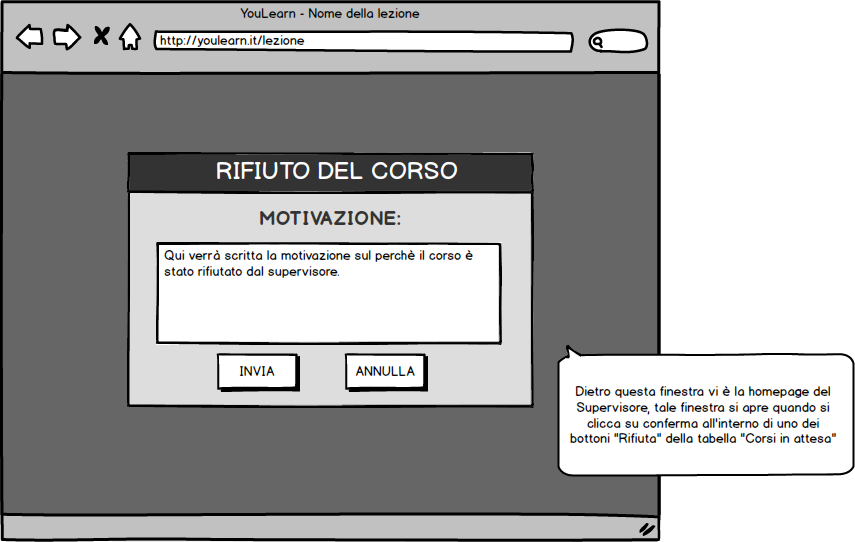 YouLearn - Nome della lezione
http://youlearn.it/lezione
RIFIUTO DEL CORSO
MOTIVAZIONE:
Qui verrà scritta la motivazione sul perchè il corso è
stato rifiutato dal supervisore.
INVIA
ANNULLA
Dietro questa finestra vi è la homepage del
Supervisore, tale finestra si apre quando si
clicca su conferma all'interno di uno dei
bottoni "Rifiuta" della tabella "Corsi in attesa"